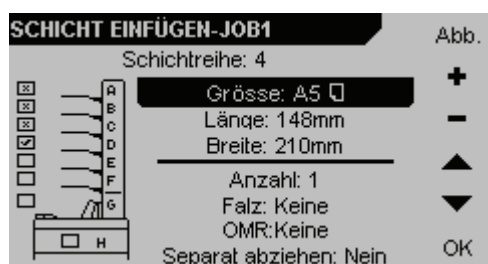 SCHICHT EINFÜGEN-JOB1
Abb.
Schichtreihe: 4
Grösse: A5
Länge: 148mm
Breite: 210mm
Anzahl: 1
Falz: Keine
OMR:Keine
Separat abziehen: Nein
OK
A
B
C
D
E
F
G
H